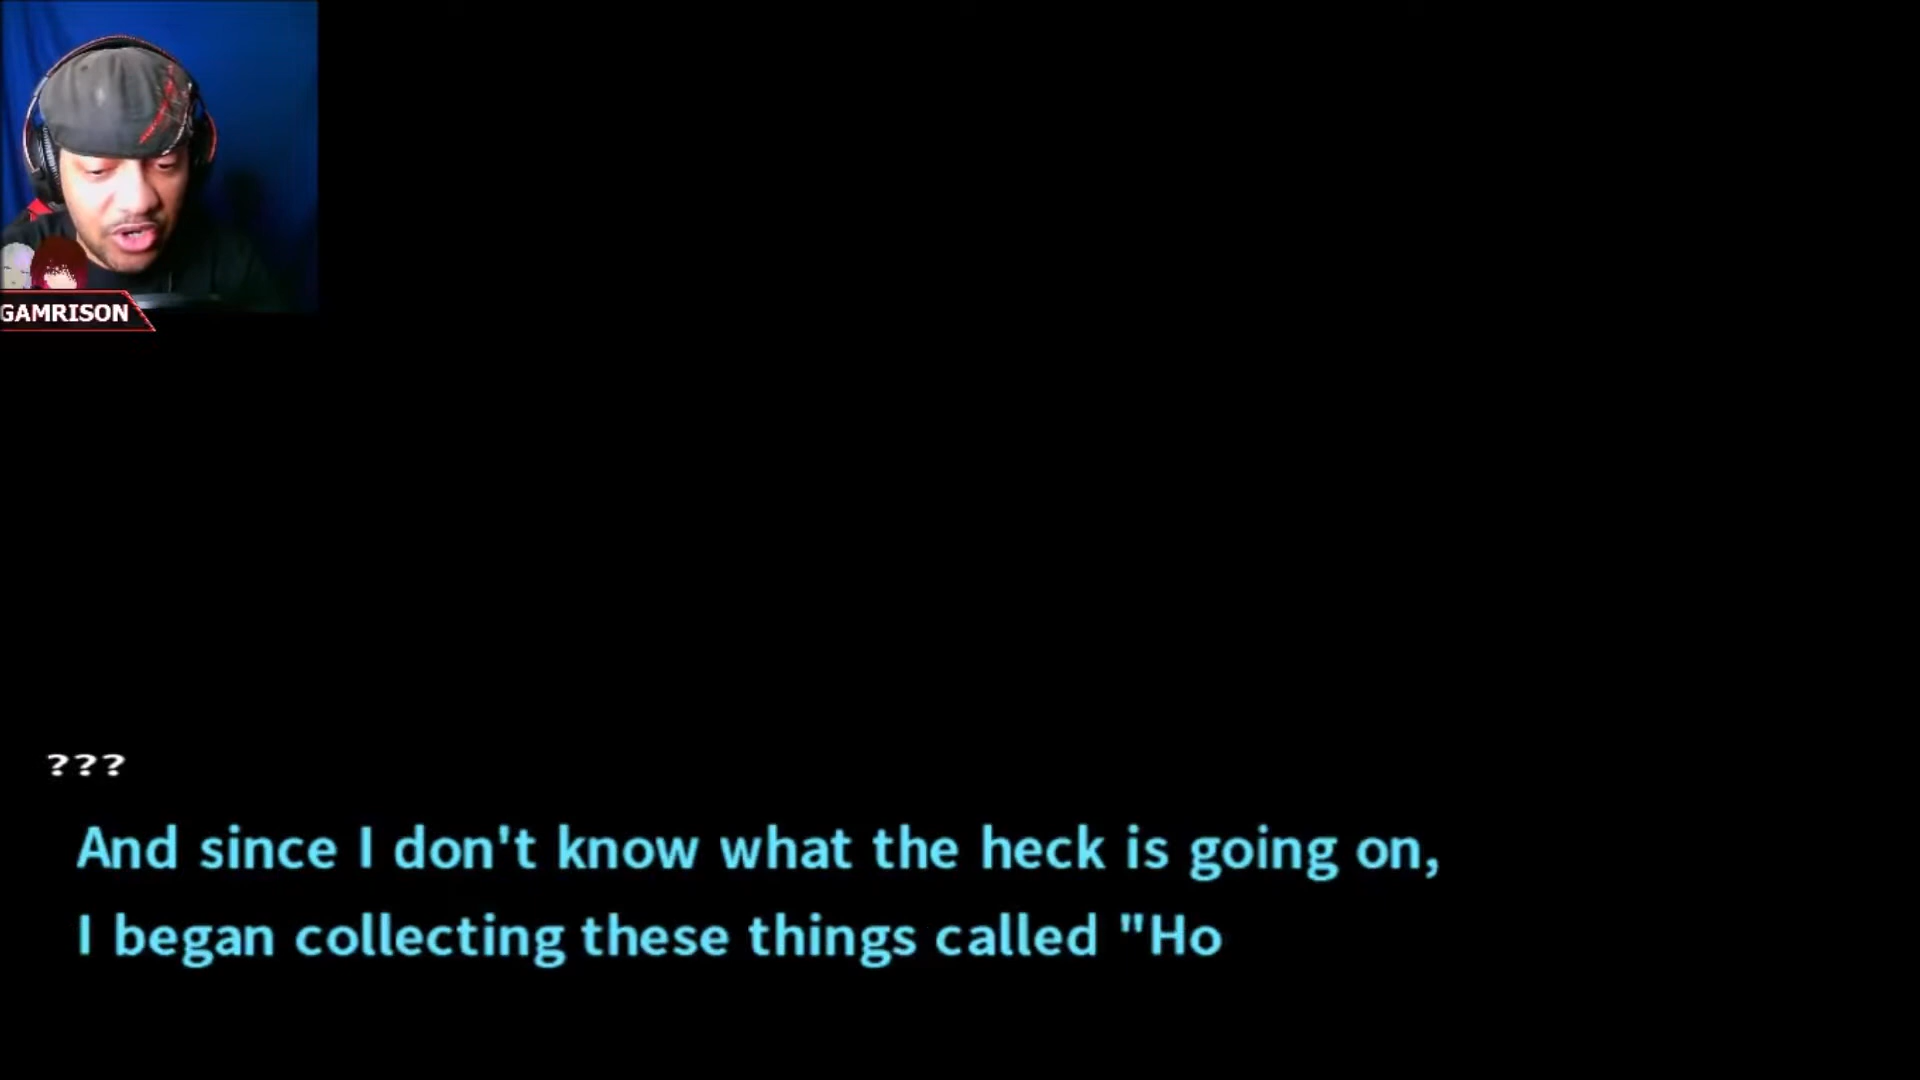 GAMRISON
???
And since I don't know what the heck is going on,
I began collecting these things called "Ho